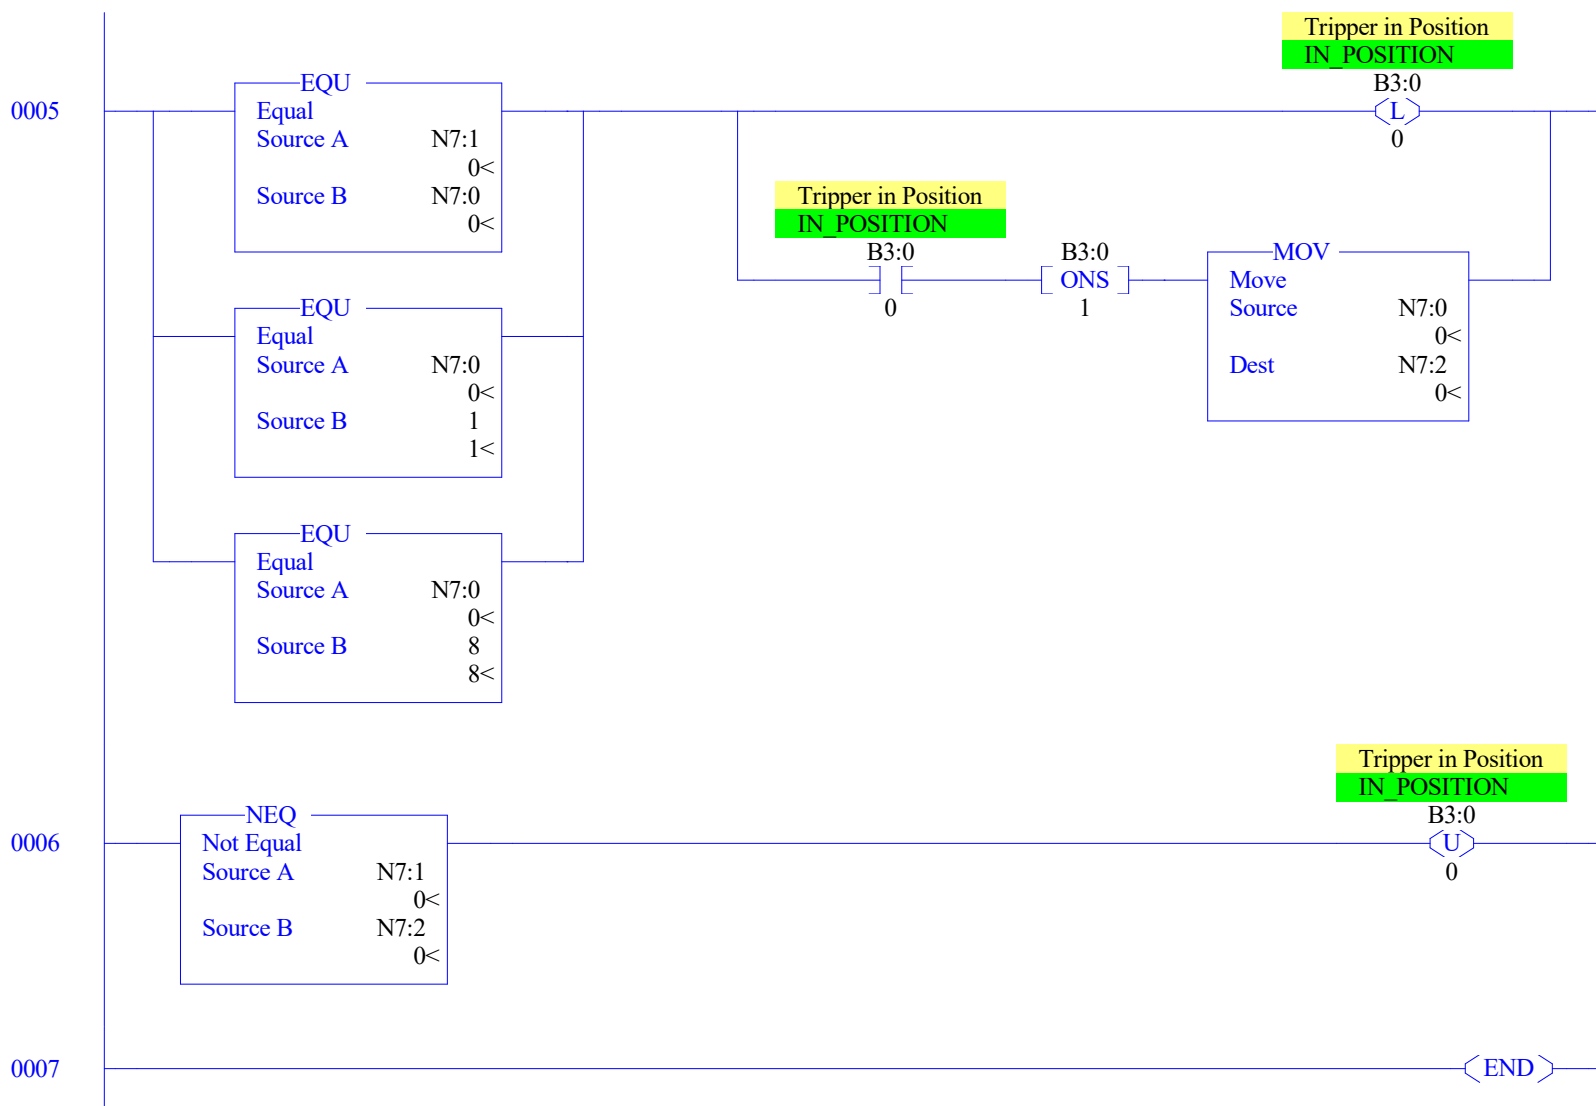 Tripper in Position
IN_POSITION
B3:0
0005
EQU
Equal
Source A N7:1
0<
Source B N7:0
0<
L
0
Tripper in Position
IN_POSITION
B3:0 B3:0
ONS
0 1
MOV
Move
Source N7:0
0<
Dest N7:2
0<
EQU
Equal
Source A N7:0
0<
Source B 1
1<
EQU
Equal
Source A N7:0
0<
Source B 8
8<
Tripper in Position
IN_POSITION
B3:0
0006
NEQ
Not Equal
Source A N7:1
0<
Source B N7:2
0<
U
0
0007
END